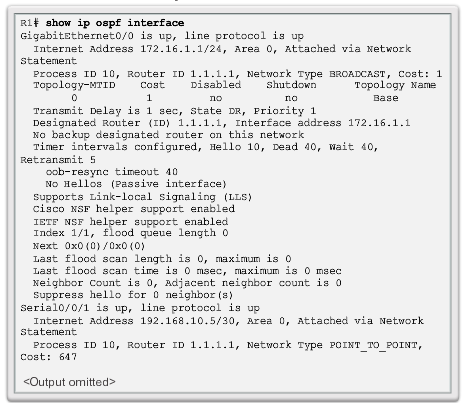 R1# show ip ospf interface
GigabitEthernet0/0 is up, line protocol is up
Internet Address 172.16.1.1/24, Area 0, Attached via Network
Statement
Process ID 10, Router ID 1.1.1.1, Network Type BROADCAST, Cost: 1
Topology-MTID Cost Disabled Shutdown Topology Name
0 1 no no Base
Transmit Delay is 1 sec, State DR, Priority 1
Designated Router (ID) 1.1.1.1, Interface address 172.16.1.1
No backup designated router on this network
Timer intervals configured, Hello 10, Dead 40, Wait 40,
Retransmit 5
oob-resync timeout 40
No Hellos (Passive interface)
Supports Link-local Signaling (LLS)
Cisco NSF helper support enabled
IETF NSF helper support enabled
Index 1/1, flood queue length 0
Next 0x0(0)/0x0(0)
Last flood scan length is 0, maximum is 0
Last flood scan time is 0 msec, maximum is 0 msec
Neighbor Count is 0, Adjacent neighbor count is 0
Suppress hello for 0 neighbor(s)
Serial0/0/1 is up, line protocol is up
Internet Address 192.168.10.5/30, Area 0, Attached via Network
Statement
Process ID 10, Router ID 1.1.1.1, Network Type POINT_TO_POINT,
Cost: 647
<Output omitted>